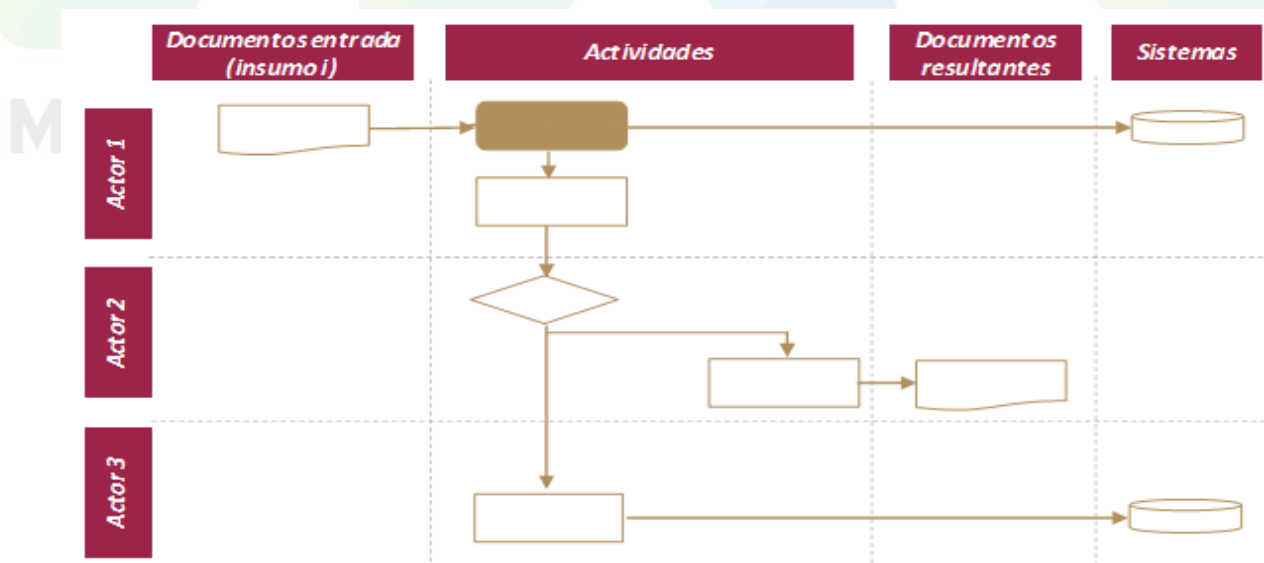 Documentos entrada
(insumo i)
Actividades
Documentos
resultantes
Sistemas
M
Actor 1
Actor 2
Actor 3